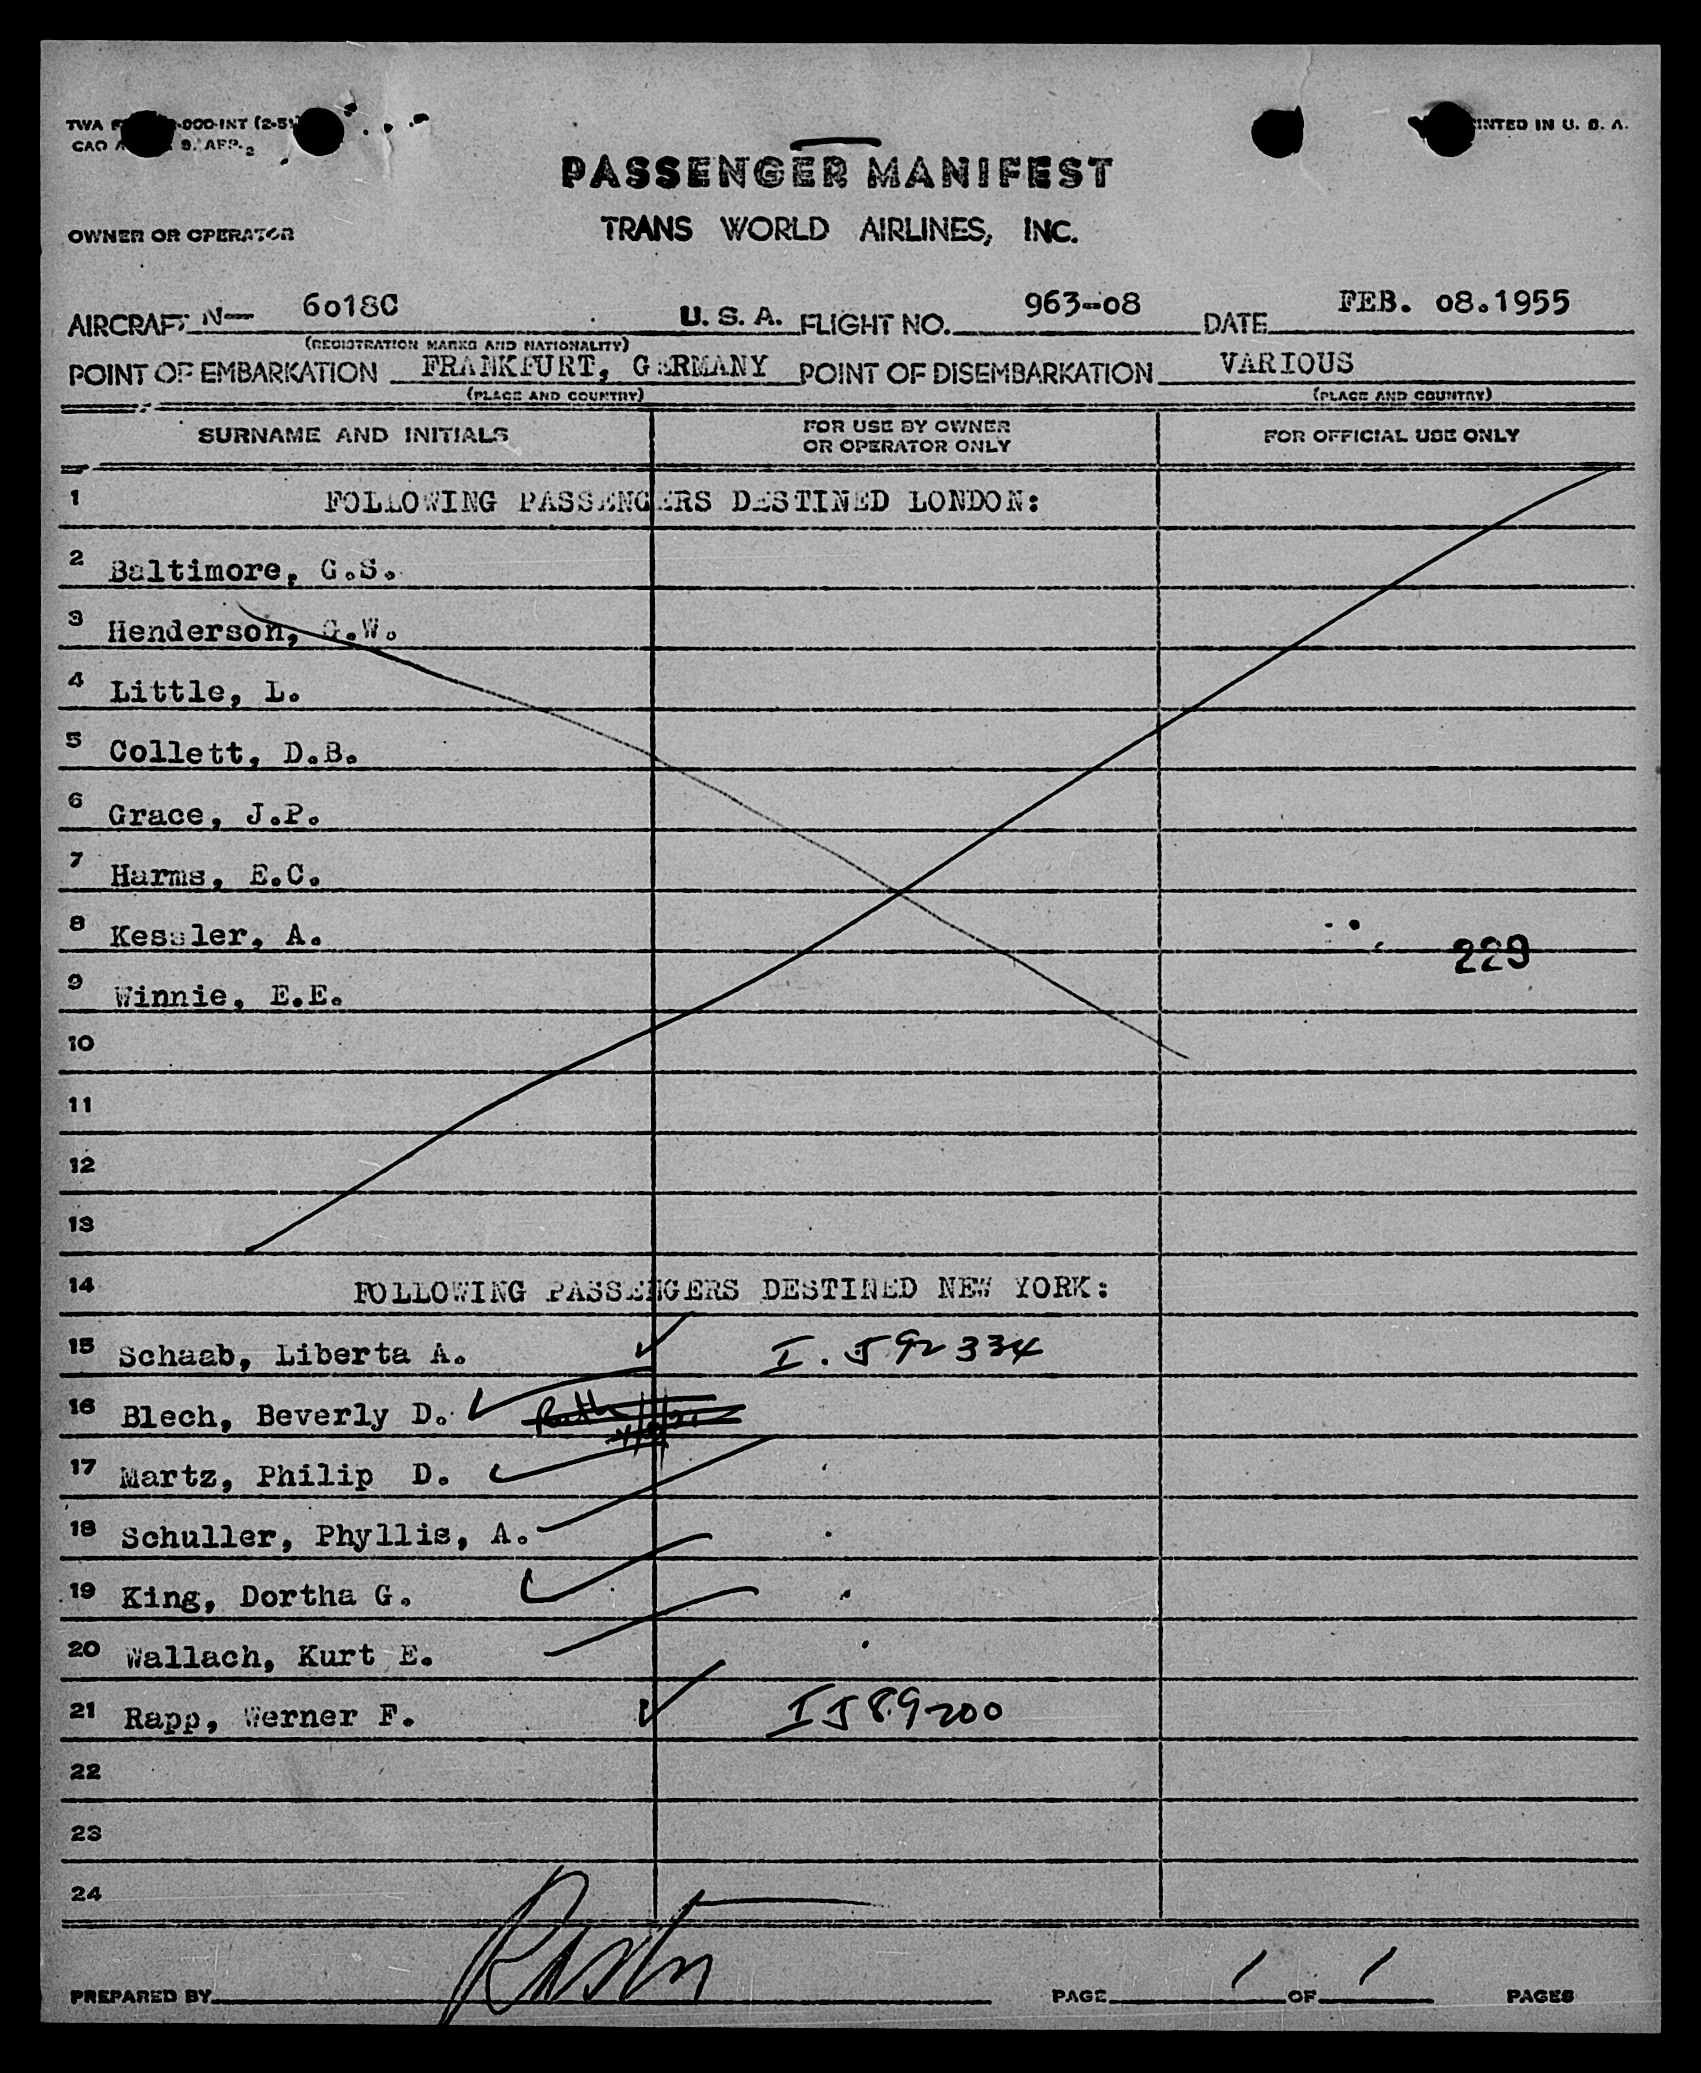 PASSENGER MANIFEST
PRINTED IN U. S. A.
OWNER OR OPERATOR TRANS WORLD AIRLINES, INC.
AIRCRAFT N— 6018C U. S. A. FLIGHT NO. 963-08 DATE FEB. 08.1955
(REGISTRATION MARKS AND NATIONALITY)
POINT OF EMBARKATION FRANKFURT, GERMANY POINT OF DISEMBARKATION VARIOUS
(PLACE AND COUNTRY) (PLACE AND COUNTRY)
SURNAME AND INITIALS FOR USE BY OWNER OR OPERATOR ONLY FOR OFFICIAL USE ONLY
1 FOLLOWING PASSENGERS DESTINED LONDON:
2 Baltimore, G.S.
3 Henderson, G.W.
4 Little, L.
5 Collett, D.B.
6 Grace, J.P.
7 Harms, E.C.
8 Kessler, A.
229
9 Winnie, E.E.
10
11
12
13
14 FOLLOWING PASSENGERS DESTINED NEW YORK:
15 Schaab, Liberta A. I. J 92 334
16 Blech, Beverly D.
17 Martz, Philip D.
18 Schuller, Phyllis, A.
19 King, Dortha G.
20 Wallach, Kurt E.
21 Rapp, Werner F. I J 89200
22
23
24
PREPARED BY PAGE 1 OF 1 PAGES